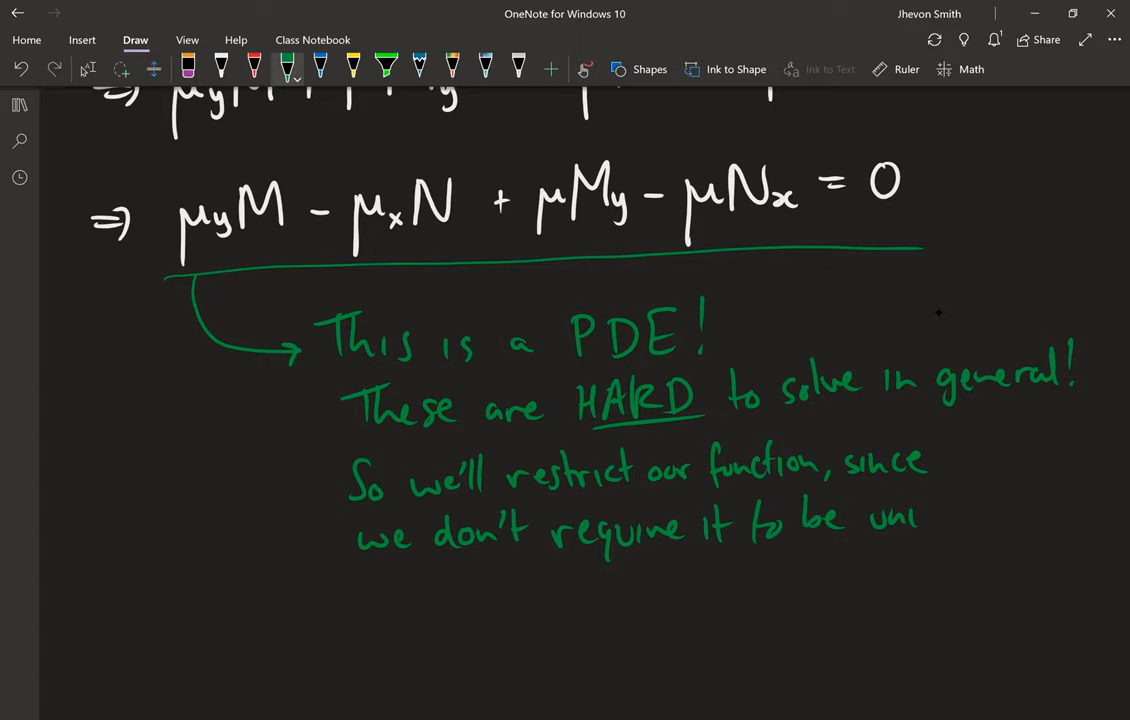 OneNote for Windows 10
Jhevon Smith
Home Insert Draw View Help Class Notebook
Share
Shapes Ink to Shape Ink to Text Ruler Math
⇒ μyM - μxN + μMy - μNx = 0
This is a PDE!
These are HARD to solve in general!
So we'll restrict our function, since
we don't require it to be uni